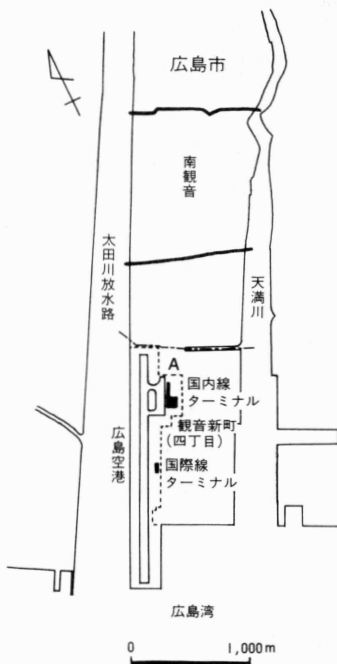 広島市
南観音
太田川放水路
天満川
A
国内線
ターミナル
観音新町
(四丁目)
広島空港
国際線
ターミナル
広島湾
0
1,000m